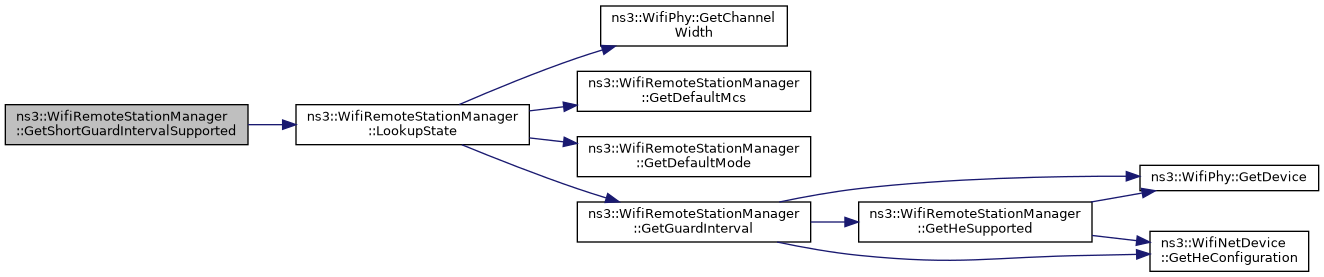 ns3::WifiRemoteStationManager
::GetShortGuardIntervalSupported
ns3::WifiRemoteStationManager
::LookupState
ns3::WifiPhy::GetChannel
Width
ns3::WifiRemoteStationManager
::GetDefaultMcs
ns3::WifiRemoteStationManager
::GetDefaultMode
ns3::WifiRemoteStationManager
::GetGuardInterval
ns3::WifiRemoteStationManager
::GetHeSupported
ns3::WifiPhy::GetDevice
ns3::WifiNetDevice
::GetHeConfiguration